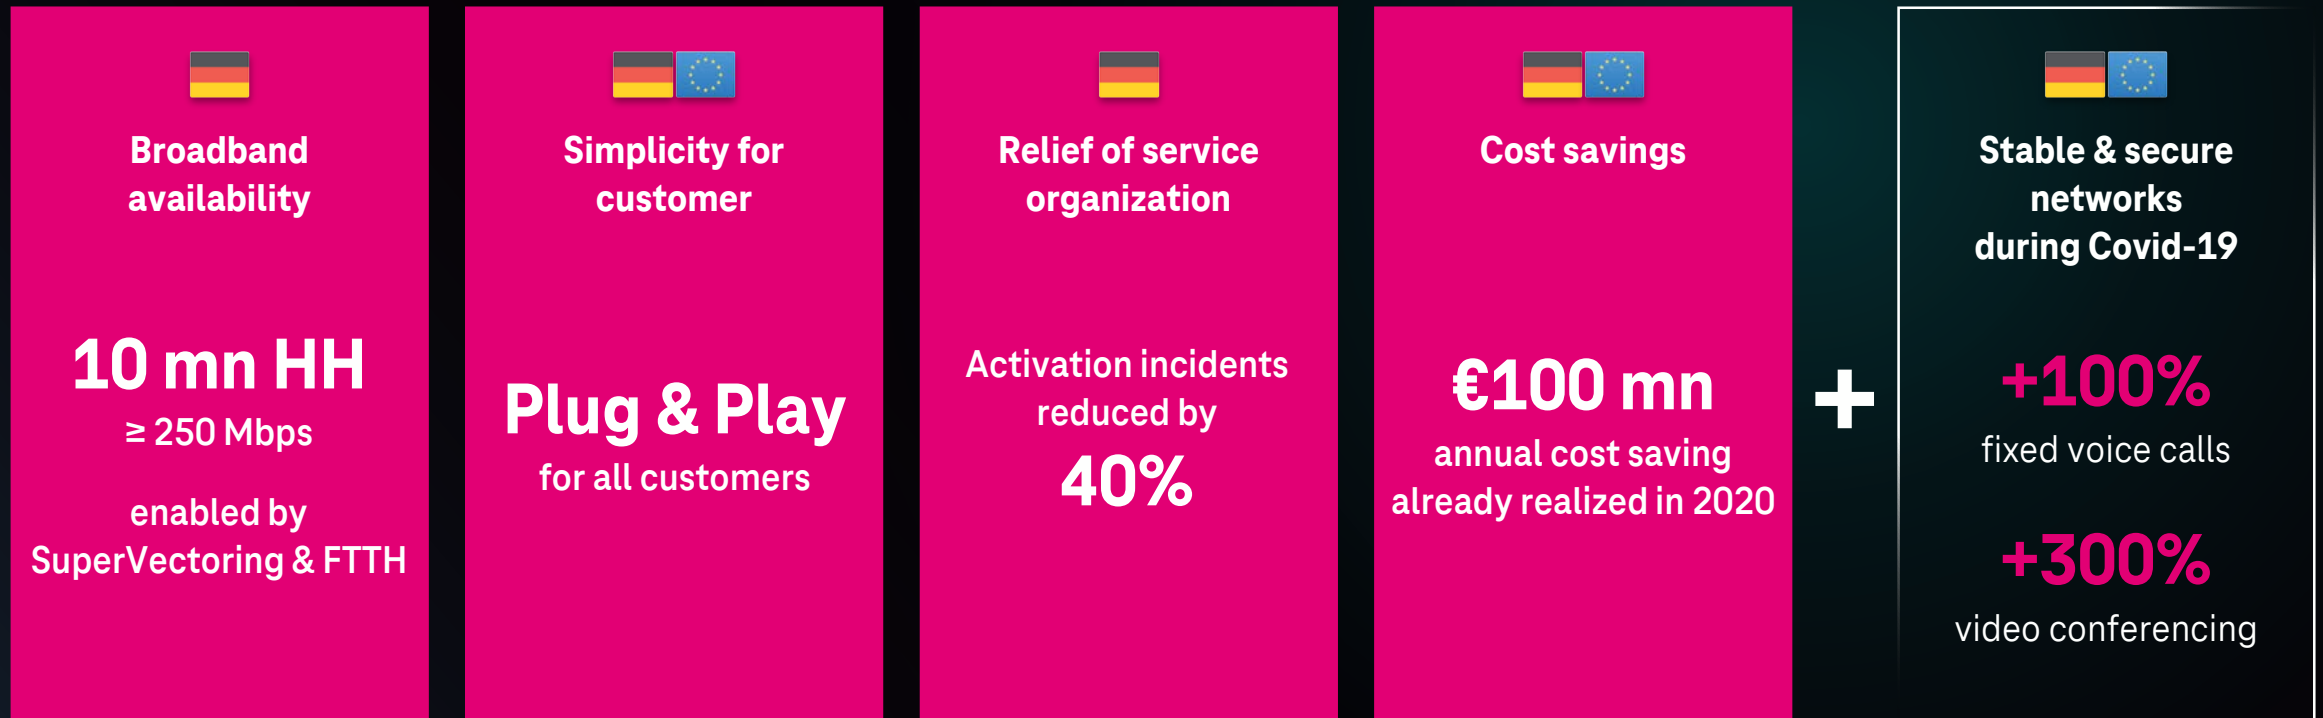 Broadband
availability
10 mn HH
≥ 250 Mbps
enabled by
SuperVectoring & FTTH
Simplicity for
customer
Plug & Play
for all customers
Relief of service
organization
Activation incidents
reduced by
40%
Cost savings
€100 mn
annual cost saving
already realized in 2020
+
Stable & secure
networks
during Covid-19
+100%
fixed voice calls
+300%
video conferencing